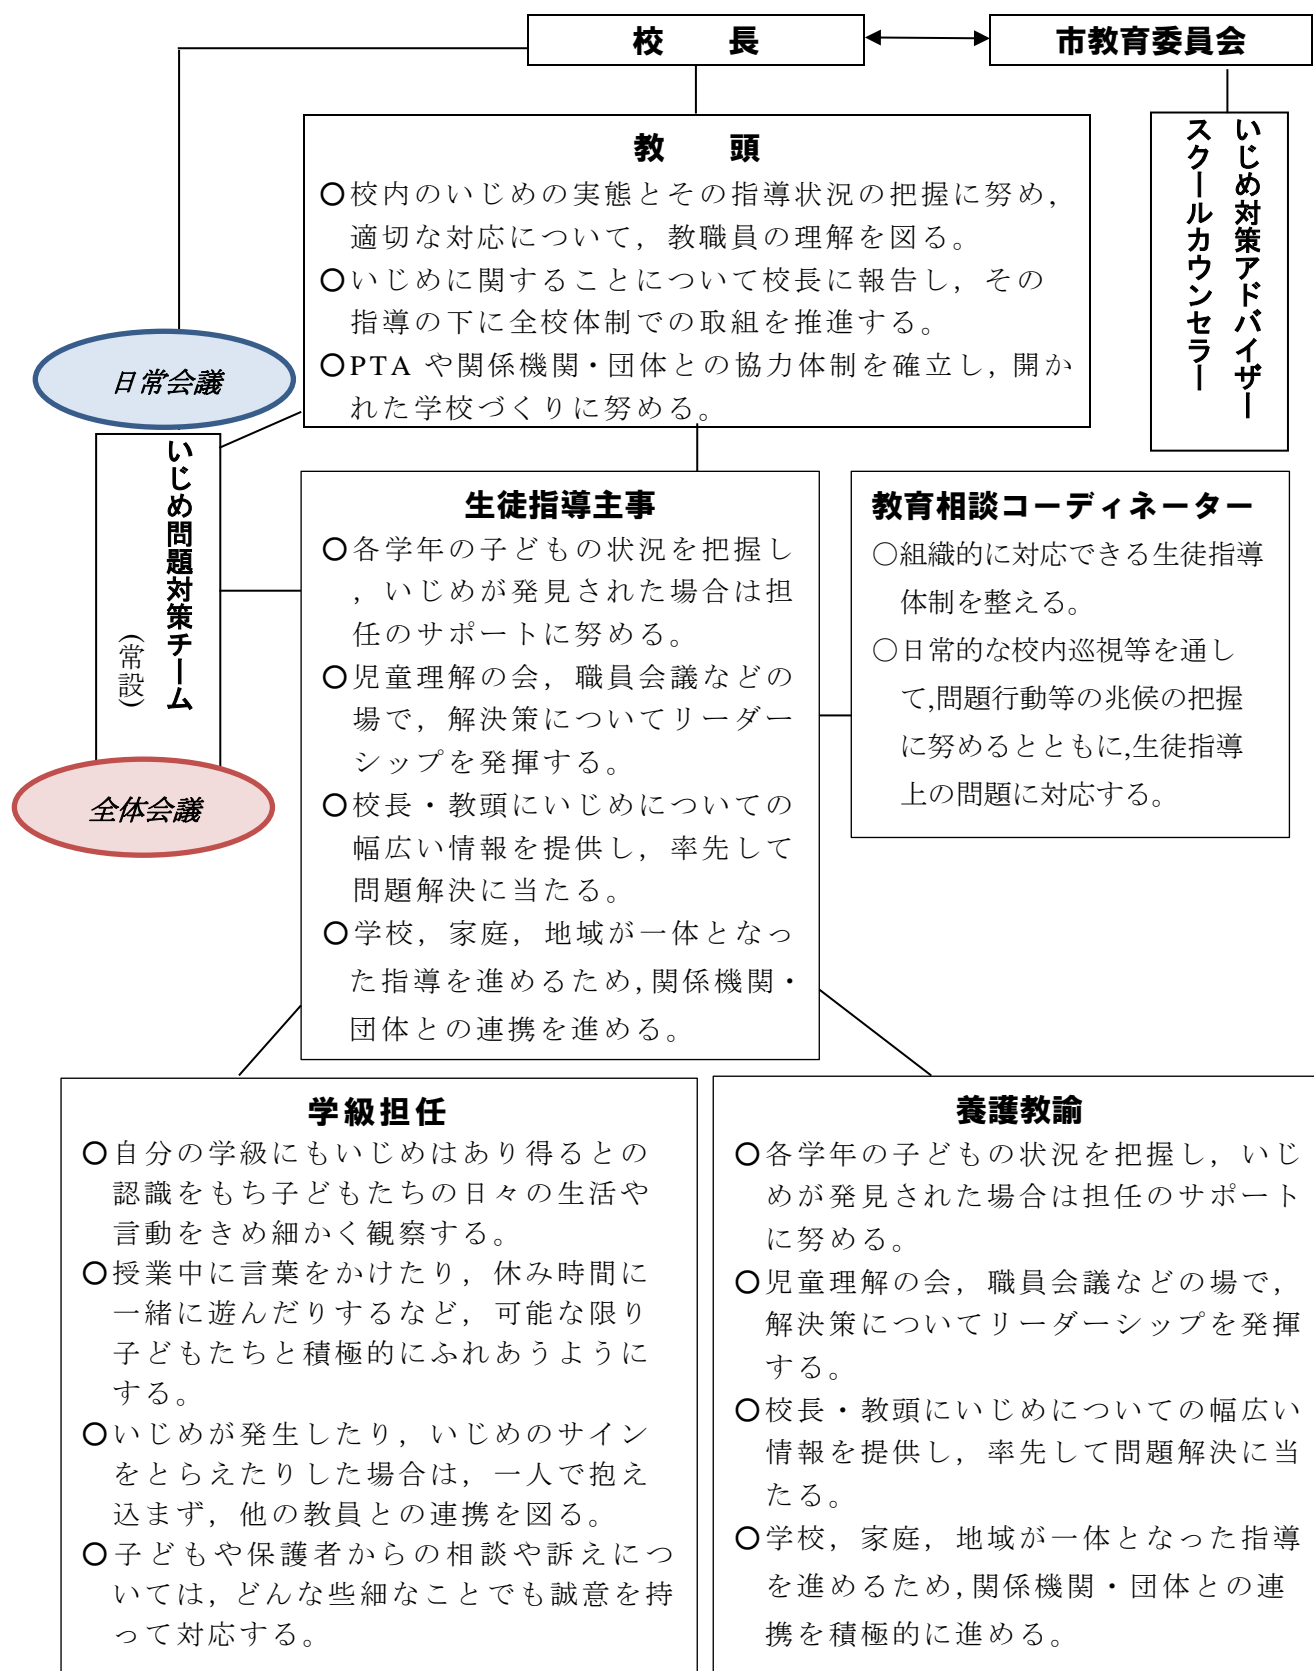 校　長
市教育委員会
いじめ対策アドバイザー
スクールカウンセラー
教　頭
〇校内のいじめの実態とその指導状況の把握に努め，
適切な対応について，教職員の理解を図る。
〇いじめに関することについて校長に報告し，その
指導の下に全校体制での取組を推進する。
〇PTA や関係機関・団体との協力体制を確立し，開か
れた学校づくりに努める。
日常会議
いじめ問題対策チーム
（常設）
全体会議
生徒指導主事
〇各学年の子どもの状況を把握し
，いじめが発見された場合は担
任のサポートに努める。
〇児童理解の会，職員会議などの
場で，解決策についてリーダー
シップを発揮する。
〇校長・教頭にいじめについての
幅広い情報を提供し，率先して
問題解決に当たる。
〇学校，家庭，地域が一体となっ
た指導を進めるため，関係機関・
団体との連携を進める。
教育相談コーディネーター
○組織的に対応できる生徒指導
体制を整える。
○日常的な校内巡視等を通し
て,問題行動等の兆候の把握
に努めるとともに,生徒指導
上の問題に対応する。
学級担任
〇自分の学級にもいじめはあり得るとの
認識をもち子どもたちの日々の生活や
言動をきめ細かく観察する。
〇授業中に言葉をかけたり，休み時間に
一緒に遊んだりするなど，可能な限り
子どもたちと積極的にふれあうように
する。
〇いじめが発生したり，いじめのサイン
をとらえたりした場合は，一人で抱え
込まず，他の教員との連携を図る。
〇子どもや保護者からの相談や訴えにつ
いては，どんな些細なことでも誠意を持
って対応する。
養護教諭
〇各学年の子どもの状況を把握し，いじ
めが発見された場合は担任のサポート
に努める。
〇児童理解の会，職員会議などの場で，
解決策についてリーダーシップを発揮
する。
〇校長・教頭にいじめについての幅広い
情報を提供し，率先して問題解決に当
たる。
〇学校，家庭，地域が一体となった指導
を進めるため，関係機関・団体との連
携を積極的に進める。